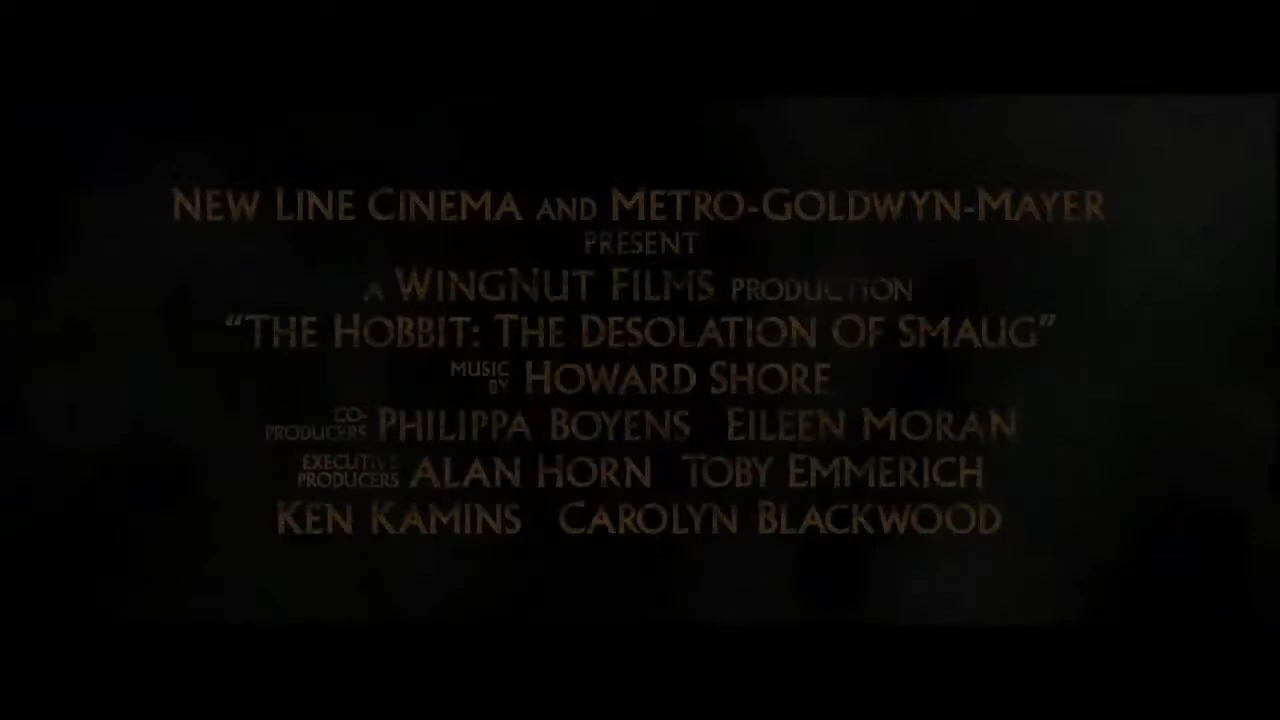 NEW LINE CINEMA AND METRO-GOLDWYN-MAYER
PRESENT
A WINGNUT FILMS PRODUCTION
“THE HOBBIT: THE DESOLATION OF SMAUG”
MUSIC BY HOWARD SHORE
CO-PRODUCERS PHILIPPA BOYENS EILEEN MORAN
EXECUTIVE PRODUCERS ALAN HORN TOBY EMMERICH
KEN KAMINS CAROLYN BLACKWOOD